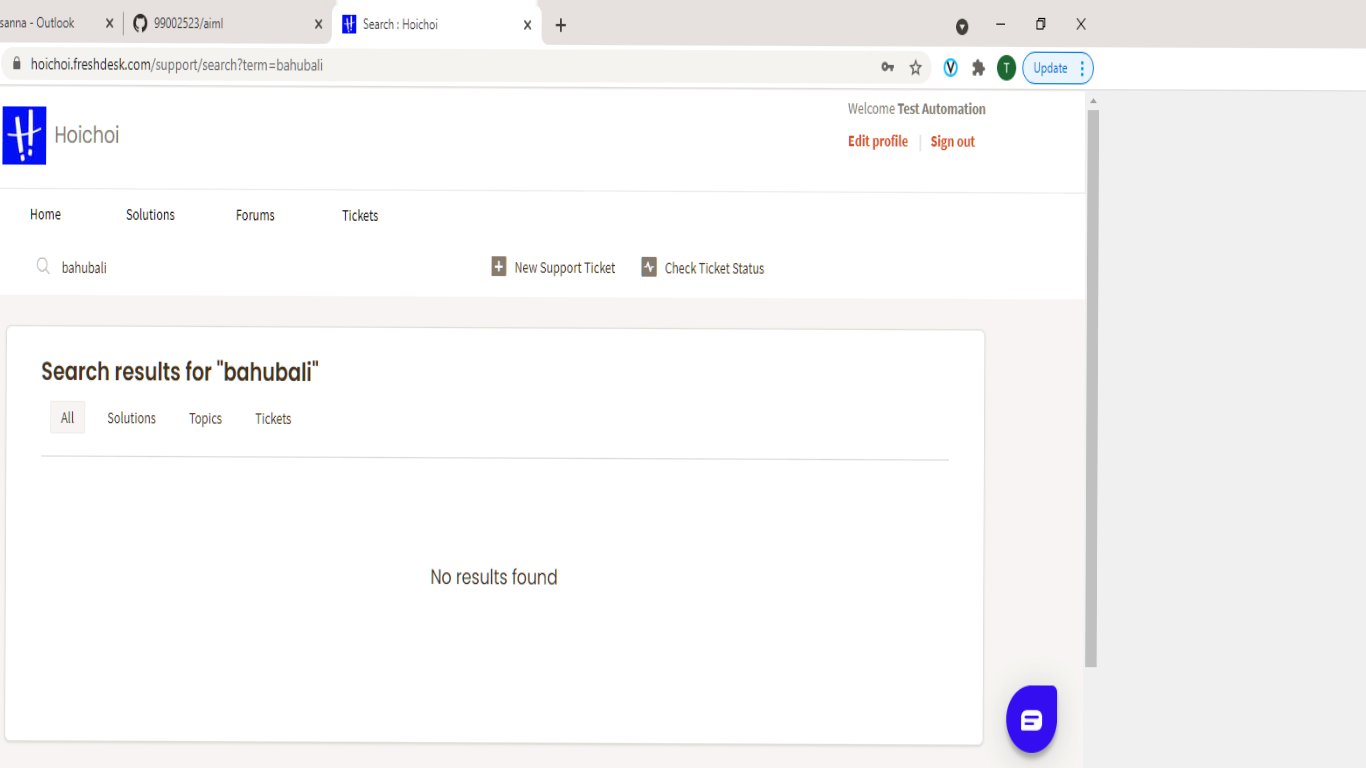 sanna - Outlook
99002523/aiml
Search : Hoichoi
hoichoi.freshdesk.com/support/search?term=bahubali
T
Update
Hoichoi
Welcome Test Automation
Edit profile
Sign out
Home
Solutions
Forums
Tickets
bahubali
New Support Ticket
Check Ticket Status
Search results for "bahubali"
All
Solutions
Topics
Tickets
No results found